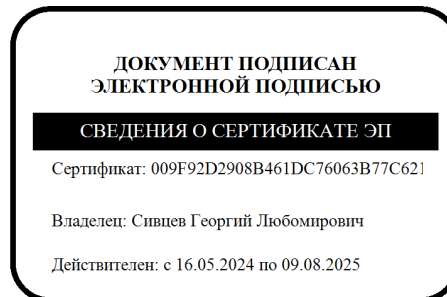 ДОКУМЕНТ ПОДПИСАН
ЭЛЕКТРОННОЙ ПОДПИСЬЮ
СВЕДЕНИЯ О СЕРТИФИКАТЕ ЭП
Сертификат: 009F92D2908B461DC76063B77C621
Владелец: Сивцев Георгий Любомирович
Действителен: с 16.05.2024 по 09.08.2025